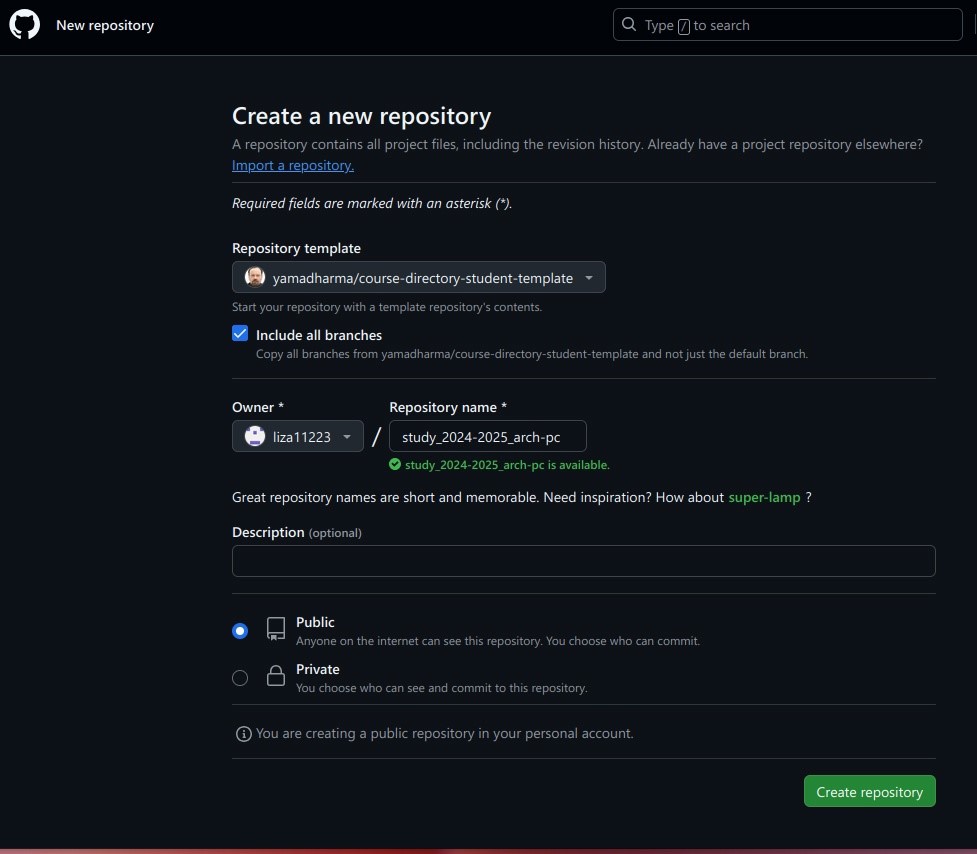 New repository
Type / to search
Create a new repository
A repository contains all project files, including the revision history. Already have a project repository elsewhere?
Import a repository.
Required fields are marked with an asterisk (*).
Repository template
yamadharma/course-directory-student-template
Start your repository with a template repository's contents.
Include all branches
Copy all branches from yamadharma/course-directory-student-template and not just the default branch.
Owner * Repository name *
liza11223 / study_2024-2025_arch-pc
study_2024-2025_arch-pc is available.
Great repository names are short and memorable. Need inspiration? How about super-lamp ?
Description (optional)
Public
Anyone on the internet can see this repository. You choose who can commit.
Private
You choose who can see and commit to this repository.
You are creating a public repository in your personal account.
Create repository